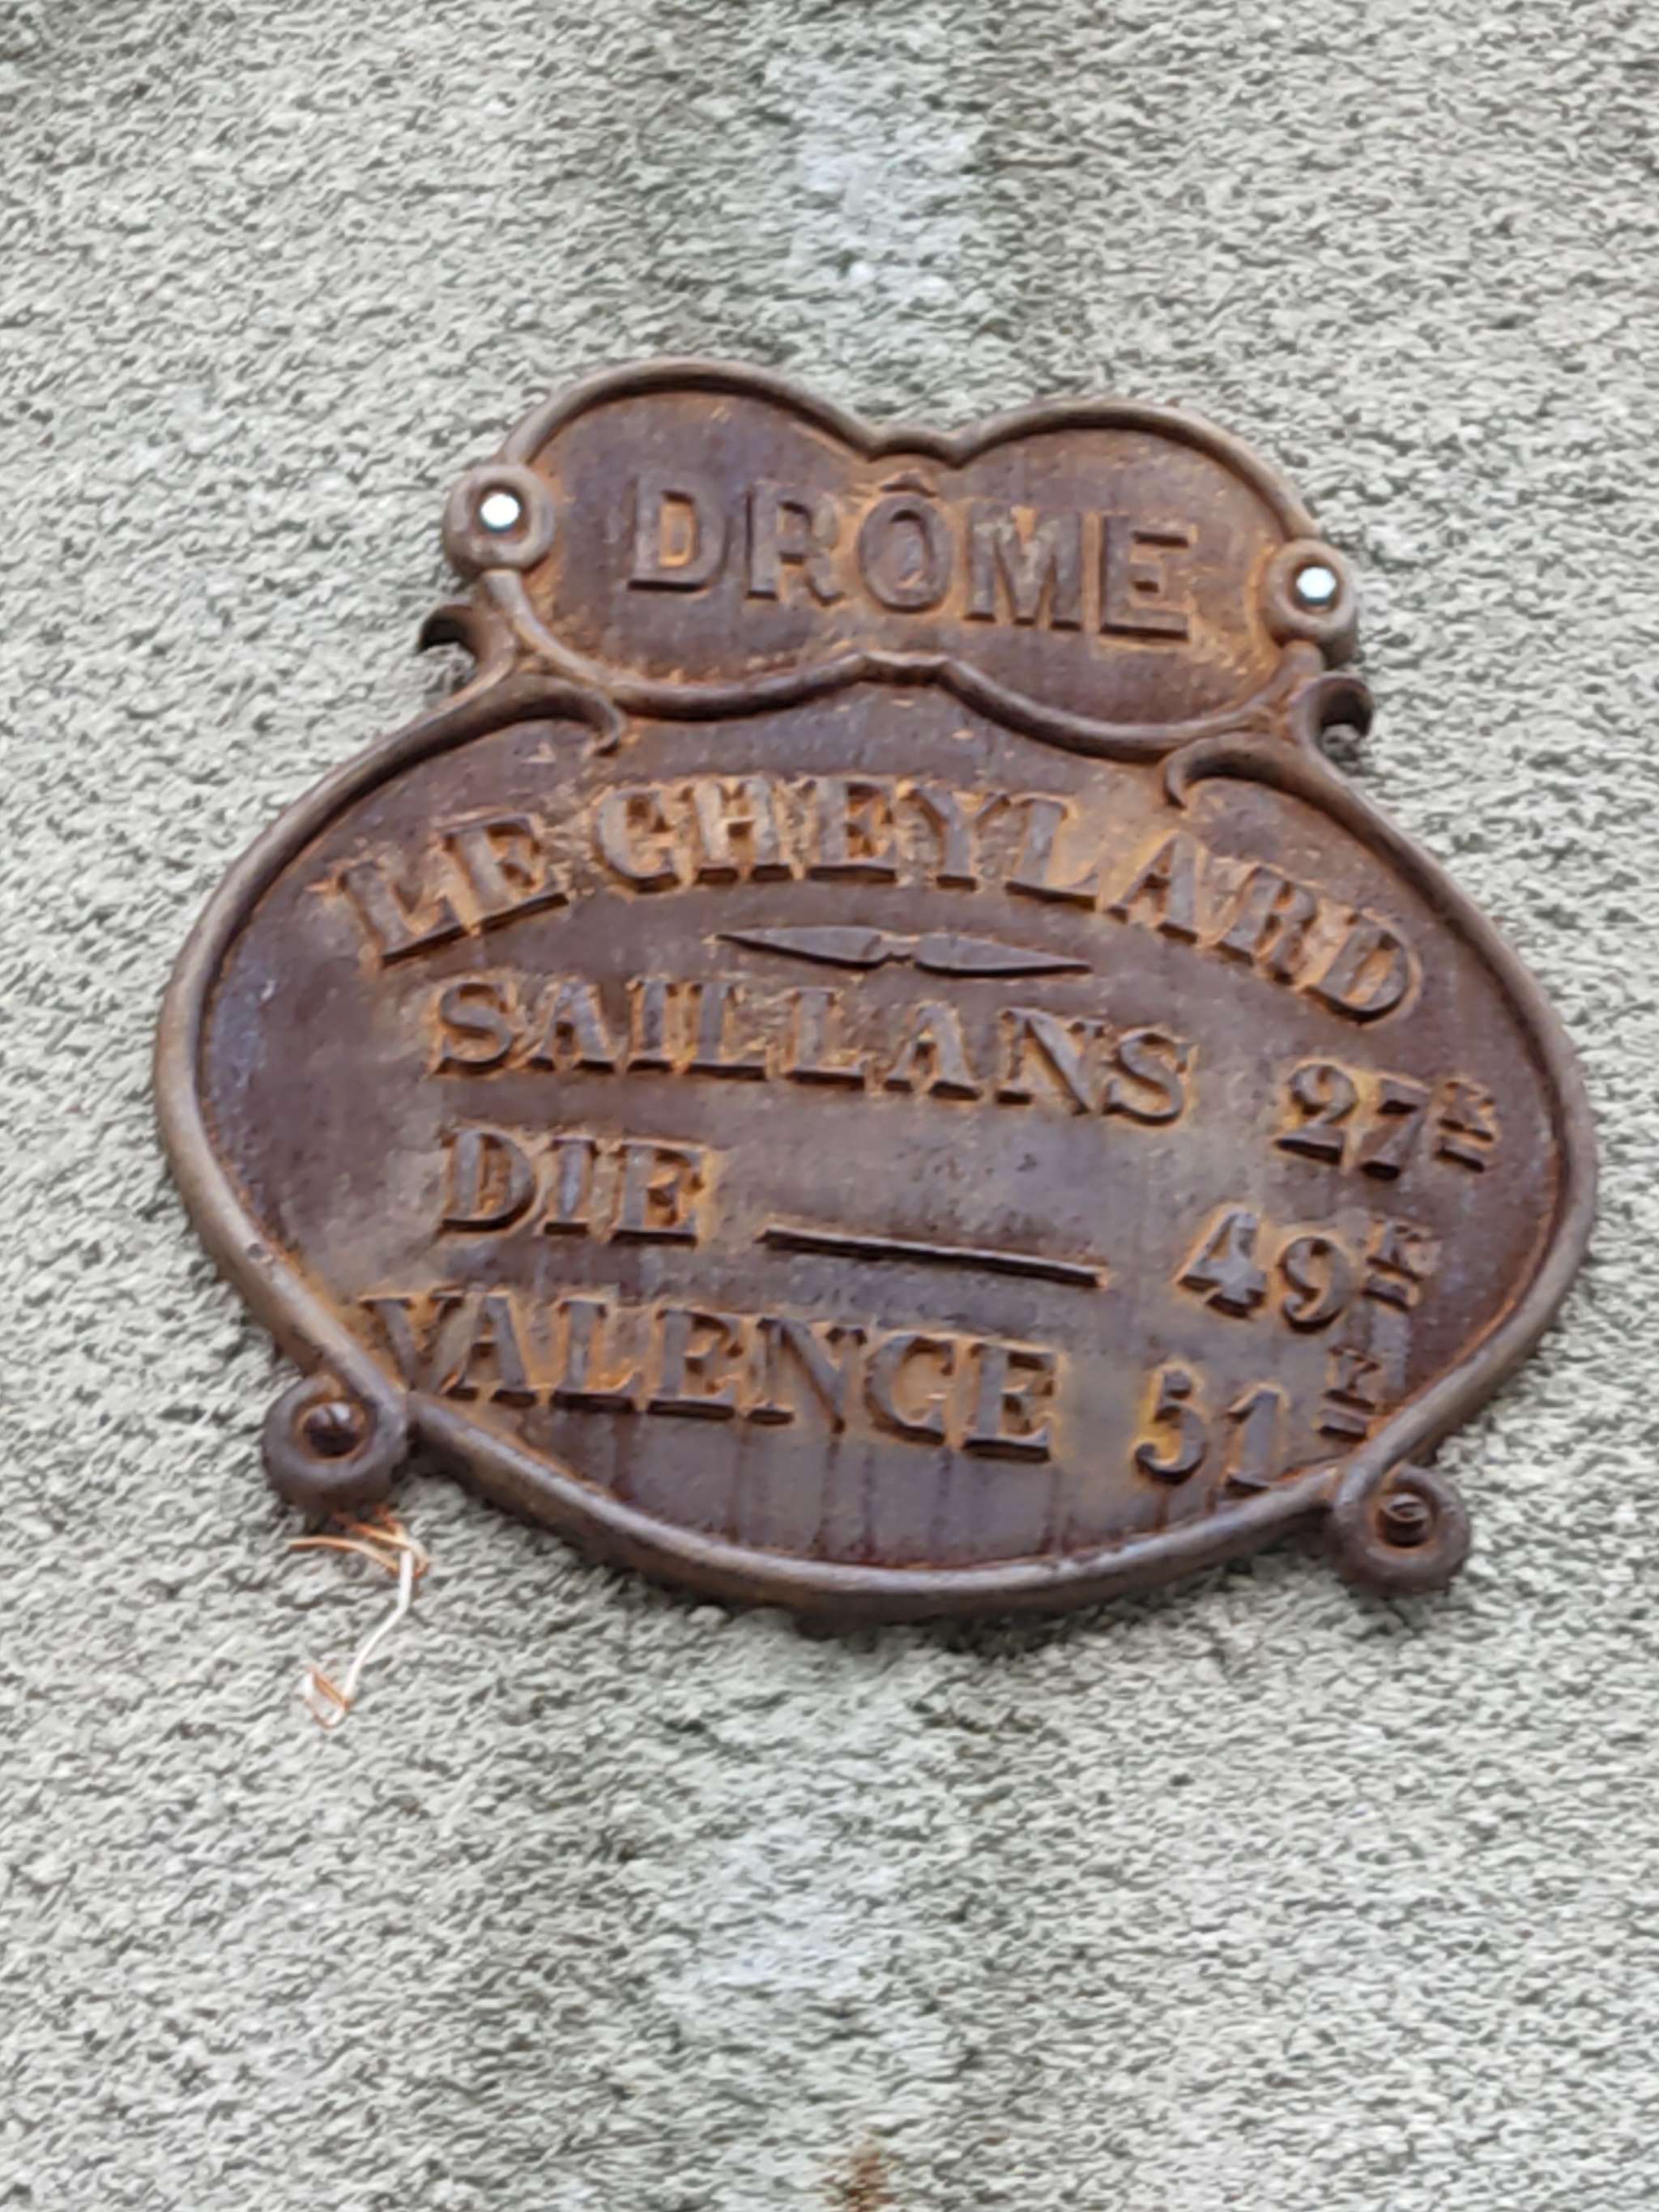 DRÔME
LE CHEYLARD
SAILLANS 27K
DIE — 49K
VALENCE 51K